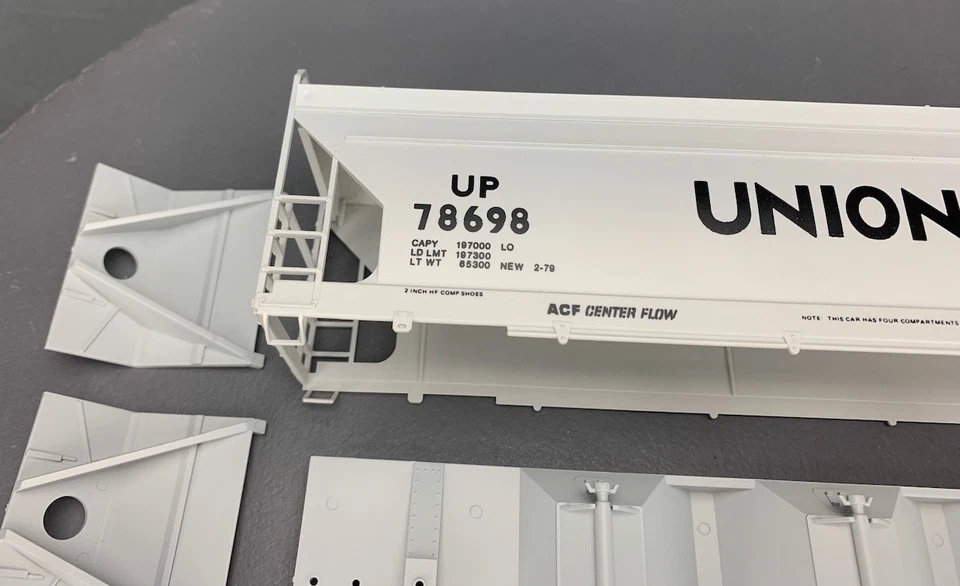 UP
78698
CAPY 197000 LO
LD LMT 197300
LT WT 65300 NEW 2-79
UNION
2 INCH HF COMP SHOES
ACF CENTER FLOW
NOTE: THIS CAR HAS FOUR COMPARTMENTS